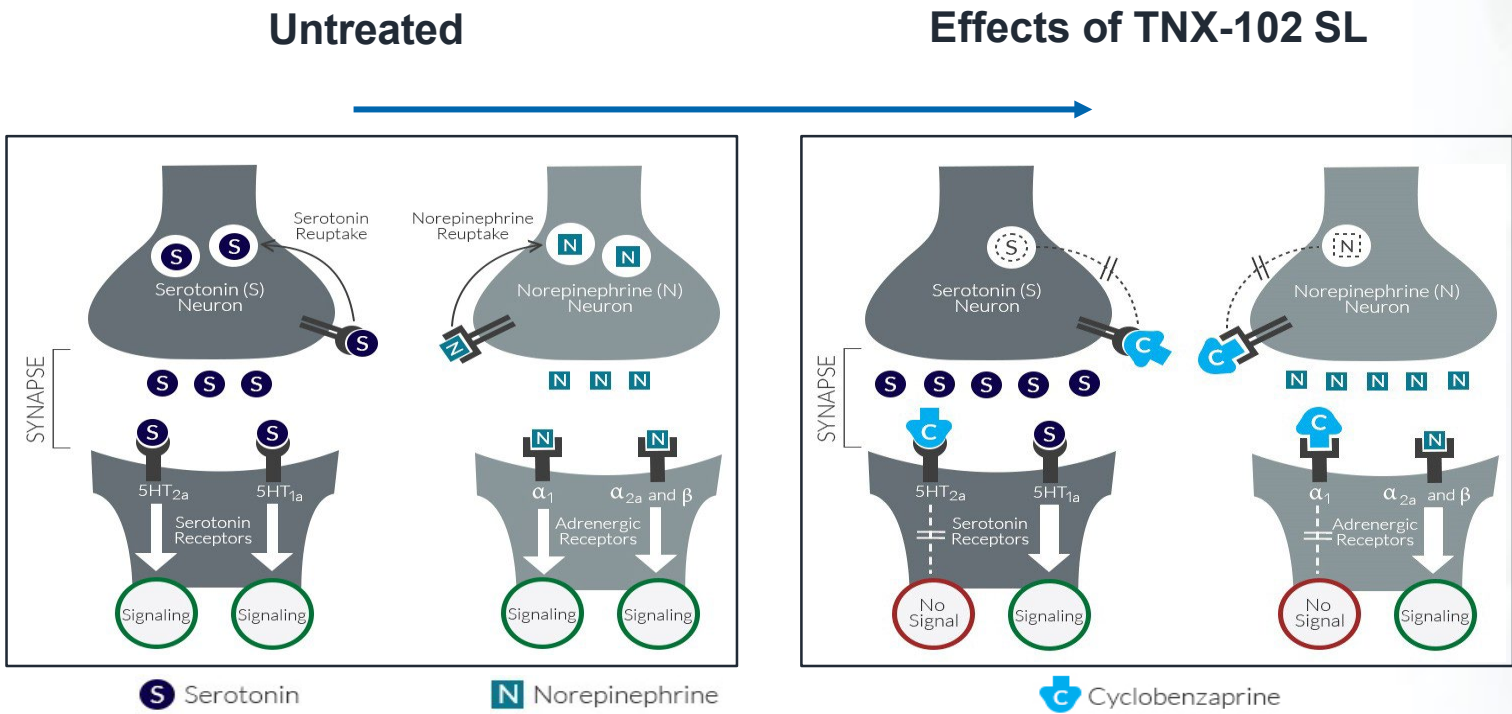 Untreated
Effects of TNX-102 SL
Serotonin
Reuptake
Norepinephrine
Reuptake
S
S
N
N
Serotonin (S)
Neuron
Norepinephrine (N)
Neuron
S
N
SYNAPSE
S S S
N N N
S
S
N
N
5HT2a
5HT1a
α1
α2a and β
Serotonin
Receptors
Adrenergic
Receptors
Signaling
Signaling
Signaling
Signaling
S
N
Serotonin (S)
Neuron
Norepinephrine (N)
Neuron
C
C
SYNAPSE
S S S S S
N N N N N
C
S
C
N
5HT2a
5HT1a
α1
α2a and β
Serotonin
Receptors
Adrenergic
Receptors
No
Signal
Signaling
No
Signal
Signaling
S Serotonin
N Norepinephrine
C Cyclobenzaprine